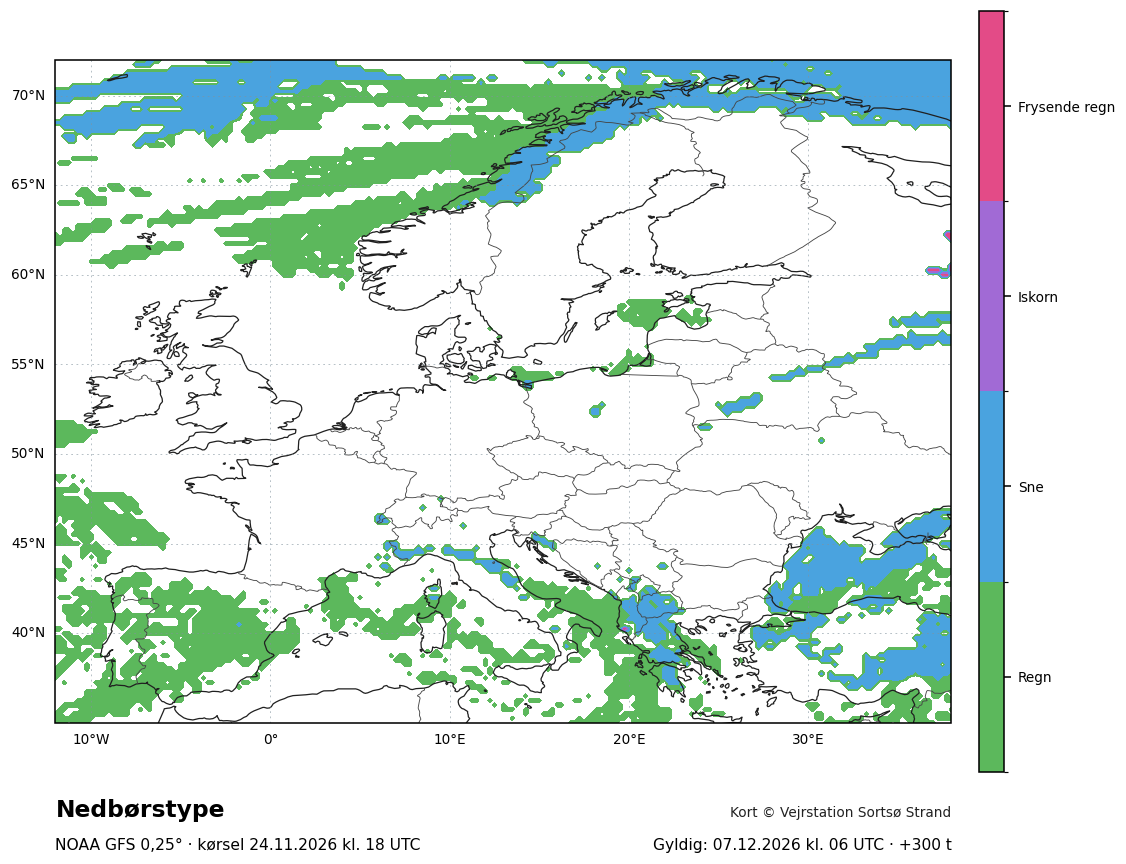 70°N
65°N
60°N
55°N
50°N
45°N
40°N
10°W
0°
10°E
20°E
30°E
Frysende regn
Iskorn
Sne
Regn
Nedbørstype
Kort © Vejrstation Sortsø Strand
NOAA GFS 0,25° · kørsel 24.11.2026 kl. 18 UTC
Gyldig: 07.12.2026 kl. 06 UTC · +300 t